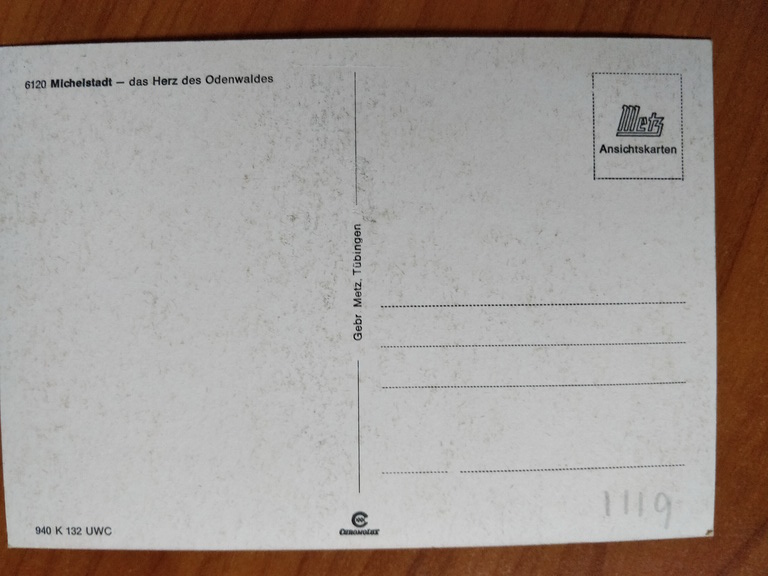 6120 Michelstadt — das Herz des Odenwaldes
Metz
Ansichtskarten
Gebr Metz, Tübingen
940 K 132 UWC
CHROMOLUX
1119